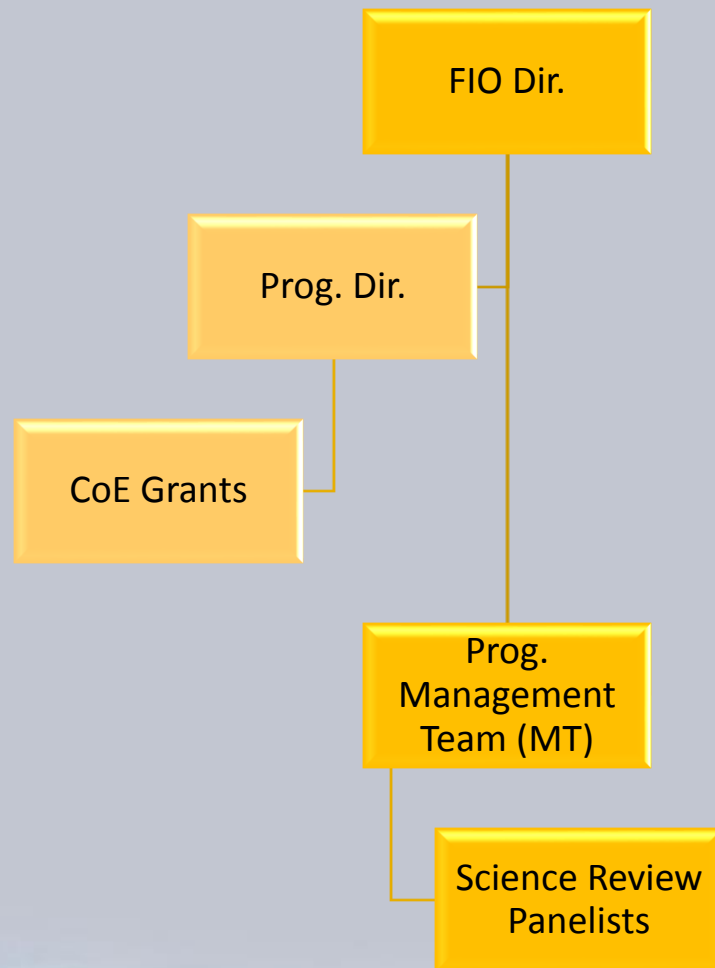 FIO Dir.
Prog. Dir.
CoE Grants
Prog.
Management
Team (MT)
Science Review
Panelists